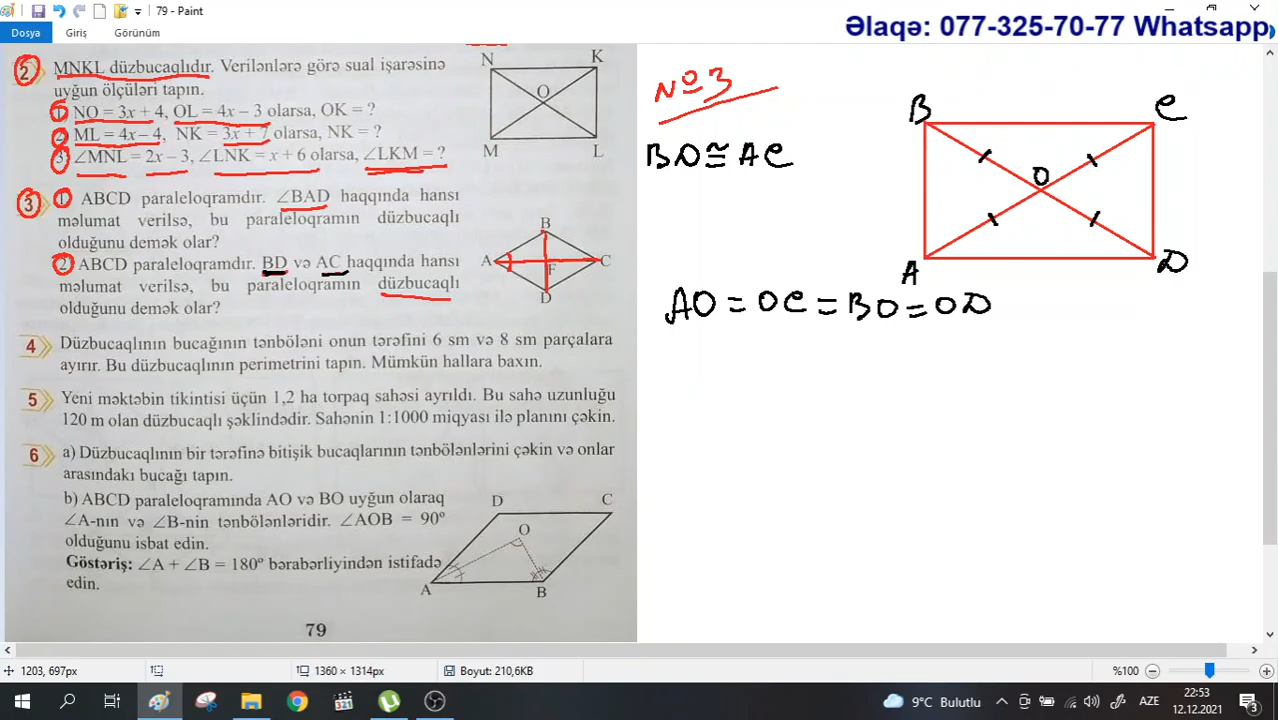 79 - Paint
Əlaqə: 077-325-70-77 Whatsapp
Dosya Giriş Görünüm
2 MNKL düzbucaqlıdır. Verilənlərə görə sual işarəsinə
uyğun ölçüləri tapın.
1. NO = 3x + 4, OL = 4x – 3 olarsa, OK = ?
2. ML = 4x – 4, NK = 3x + 7 olarsa, NK = ?
3. ∠MNL = 2x – 3, ∠LNK = x + 6 olarsa, ∠LKM = ?
N K
O
M L
3 1. ABCD paraleloqramdır. ∠BAD haqqında hansı
məlumat verilsə, bu paraleloqramın düzbucaqlı
olduğunu demək olar?
2. ABCD paraleloqramdır. BD və AC haqqında hansı
məlumat verilsə, bu paraleloqramın düzbucaqlı
olduğunu demək olar?
B
A C
F
D
4 Düzbucaqlının bucağının tənböləni onun tərəfini 6 sm və 8 sm parçalara
ayırır. Bu düzbucaqlının perimetrini tapın. Mümkün hallara baxın.
5 Yeni məktəbin tikintisi üçün 1,2 ha torpaq sahəsi ayrıldı. Bu sahə uzunluğu
120 m olan düzbucaqlı şəklindədir. Sahənin 1:1000 miqyası ilə planını çəkin.
6 a) Düzbucaqlının bir tərəfinə bitişik bucaqlarının tənbölənlərini çəkin və onlar
arasındakı bucağı tapın.
b) ABCD paraleloqramında AO və BO uyğun olaraq
∠A-nın və ∠B-nin tənbölənləridir. ∠AOB = 90º
olduğunu isbat edin.
Göstəriş: ∠A + ∠B = 180º bərabərliyindən istifadə
edin.
D C
O
A B
79
№3
BD≅AC
B C
O
A D
AO = OC = BO = OD
1203, 697px
1360 × 1314px
Boyut: 210,6KB
%100
9°C Bulutlu
AZE
22:53
12.12.2021
3